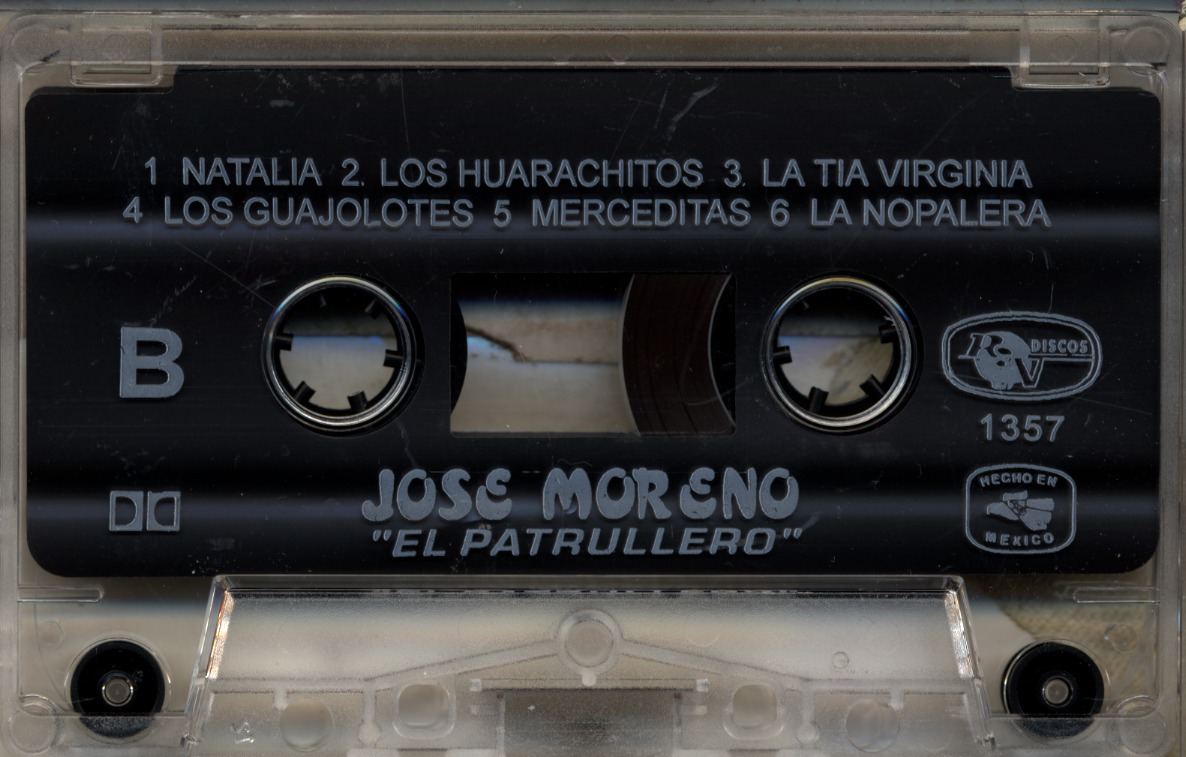 1 NATALIA 2. LOS HUARACHITOS 3. LA TIA VIRGINIA
4 LOS GUAJOLOTES 5 MERCEDITAS 6 LA NOPALERA
B
R V DISCOS
1357
JOSE MORENO
"EL PATRULLERO"
HECHO EN
MEXICO